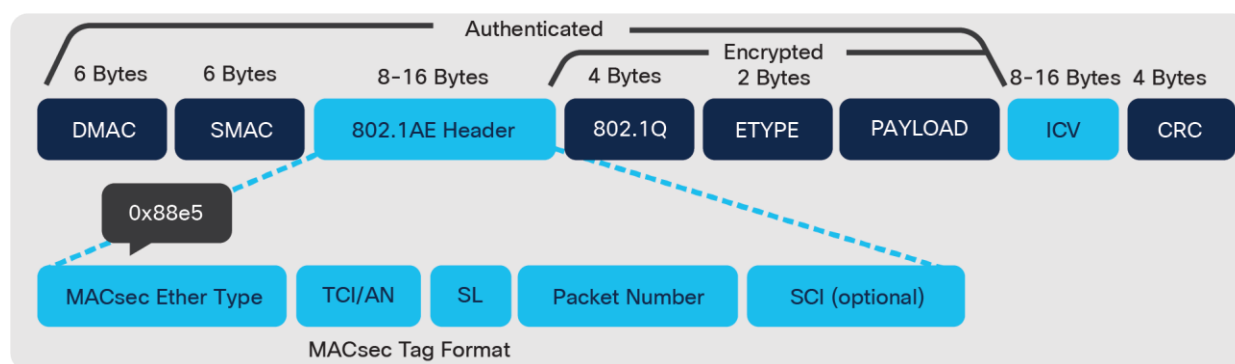 Authenticated
Encrypted
6 Bytes 6 Bytes 8-16 Bytes 4 Bytes 2 Bytes 8-16 Bytes 4 Bytes
DMAC SMAC 802.1AE Header 802.1Q ETYPE PAYLOAD ICV CRC
0x88e5
MACsec Ether Type TCI/AN SL Packet Number SCI (optional)
MACsec Tag Format